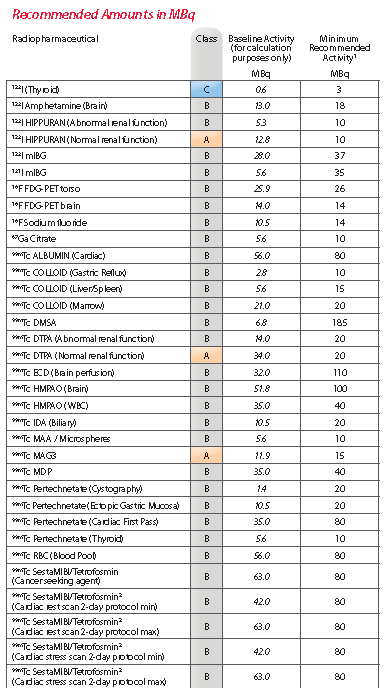 Recommended Amounts in MBq
Radiopharmaceutical Class Baseline Activity (for calculation purposes only) Minimum Recommended Activity¹
MBq MBq
¹²³I (Thyroid) C 0.6 3
¹²³I Amphetamine (Brain) B 13.0 18
¹²³I HIPPURAN (Abnormal renal function) B 5.3 10
¹²³I HIPPURAN (Normal renal function) A 12.8 10
¹²³I mIBG B 28.0 37
¹³¹I mIBG B 5.6 35
¹⁸F FDG-PET torso B 25.9 26
¹⁸F FDG-PET brain B 14.0 14
¹⁸F Sodium fluoride B 10.5 14
⁶⁷Ga Citrate B 5.6 10
⁹⁹ᵐTc ALBUMIN (Cardiac) B 56.0 80
⁹⁹ᵐTc COLLOID (Gastric Reflux) B 2.8 10
⁹⁹ᵐTc COLLOID (Liver/Spleen) B 5.6 15
⁹⁹ᵐTc COLLOID (Marrow) B 21.0 20
⁹⁹ᵐTc DMSA B 6.8 18.5
⁹⁹ᵐTc DTPA (Abnormal renal function) B 14.0 20
⁹⁹ᵐTc DTPA (Normal renal function) A 34.0 20
⁹⁹ᵐTc ECD (Brain perfusion) B 32.0 110
⁹⁹ᵐTc HMPAO (Brain) B 51.8 100
⁹⁹ᵐTc HMPAO (WBC) B 35.0 40
⁹⁹ᵐTc IDA (Biliary) B 10.5 20
⁹⁹ᵐTc MAA / Microspheres B 5.6 10
⁹⁹ᵐTc MAG3 A 11.9 15
⁹⁹ᵐTc MDP B 35.0 40
⁹⁹ᵐTc Pertechnetate (Cystography) B 1.4 20
⁹⁹ᵐTc Pertechnetate (Ectopic Gastric Mucosa) B 10.5 20
⁹⁹ᵐTc Pertechnetate (Cardiac First Pass) B 35.0 80
⁹⁹ᵐTc Pertechnetate (Thyroid) B 5.6 10
⁹⁹ᵐTc RBC (Blood Pool) B 56.0 80
⁹⁹ᵐTc SestaMIBI/Tetrofosmin
(Cancer seeking agent) B 63.0 80
⁹⁹ᵐTc SestaMIBI/Tetrofosmin²
(Cardiac rest scan 2-day protocol min) B 42.0 80
⁹⁹ᵐTc SestaMIBI/Tetrofosmin²
(Cardiac rest scan 2-day protocol max) B 63.0 80
⁹⁹ᵐTc SestaMIBI/Tetrofosmin²
(Cardiac stress scan 2-day protocol min) B 42.0 80
⁹⁹ᵐTc SestaMIBI/Tetrofosmin²
(Cardiac stress scan 2-day protocol max) B 63.0 80